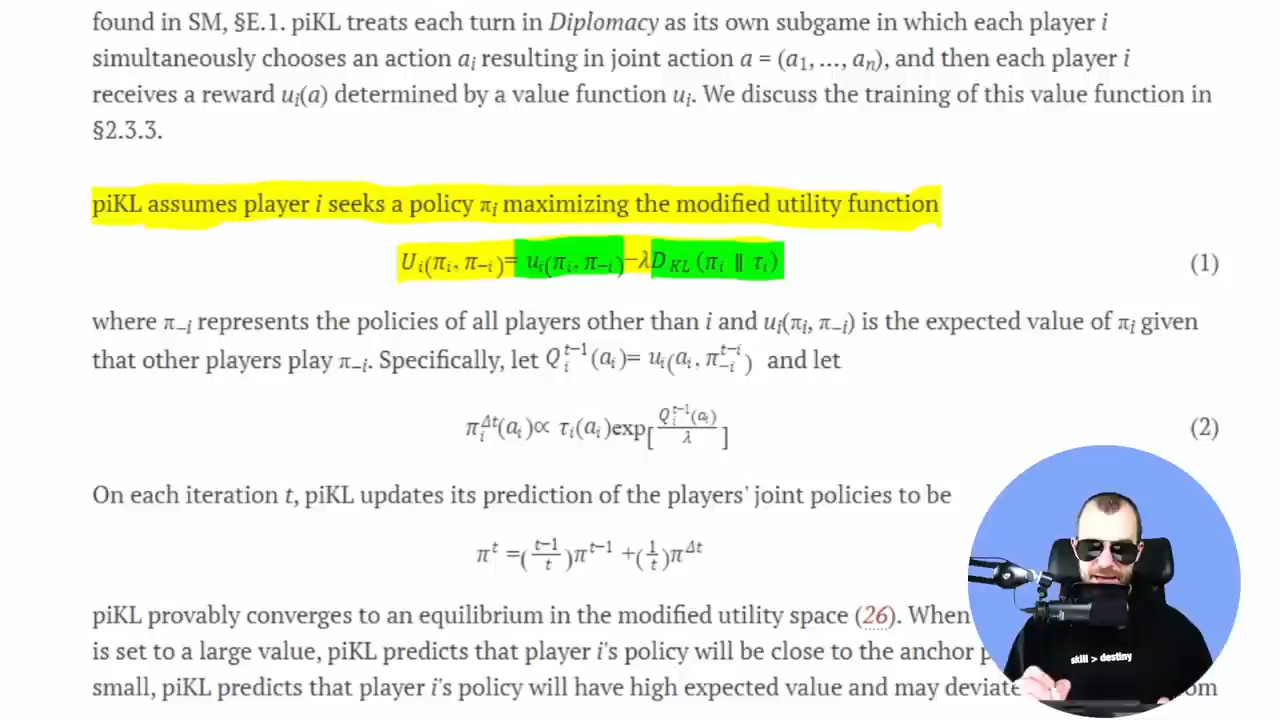 found in SM, §E.1. piKL treats each turn in Diplomacy as its own subgame in which each player i
simultaneously chooses an action aᵢ resulting in joint action a = (a₁, ..., aₙ), and then each player i
receives a reward uᵢ(a) determined by a value function uᵢ. We discuss the training of this value function in
§2.3.3.
piKL assumes player i seeks a policy πᵢ maximizing the modified utility function
Uᵢ(πᵢ, π₋ᵢ)= uᵢ(πᵢ, π₋ᵢ)−λD_KL (πᵢ ∥ τᵢ) (1)
where π₋ᵢ represents the policies of all players other than i and uᵢ(πᵢ, π₋ᵢ) is the expected value of πᵢ given
that other players play π₋ᵢ. Specifically, let Qᵢᵗ⁻¹(aᵢ)= uᵢ(aᵢ, π₋ᵢᵗ⁻ⁱ) and let
πᵢ^Δt(aᵢ)∝ τᵢ(aᵢ)exp[Qᵢᵗ⁻¹(aᵢ)/λ] (2)
On each iteration t, piKL updates its prediction of the players' joint policies to be
πᵗ =(t−1/t)πᵗ⁻¹ +(1/t)π^Δt
piKL provably converges to an equilibrium in the modified utility space (26). When
is set to a large value, piKL predicts that player i's policy will be close to the anchor
small, piKL predicts that player i's policy will have high expected value and may deviate
skill > destiny